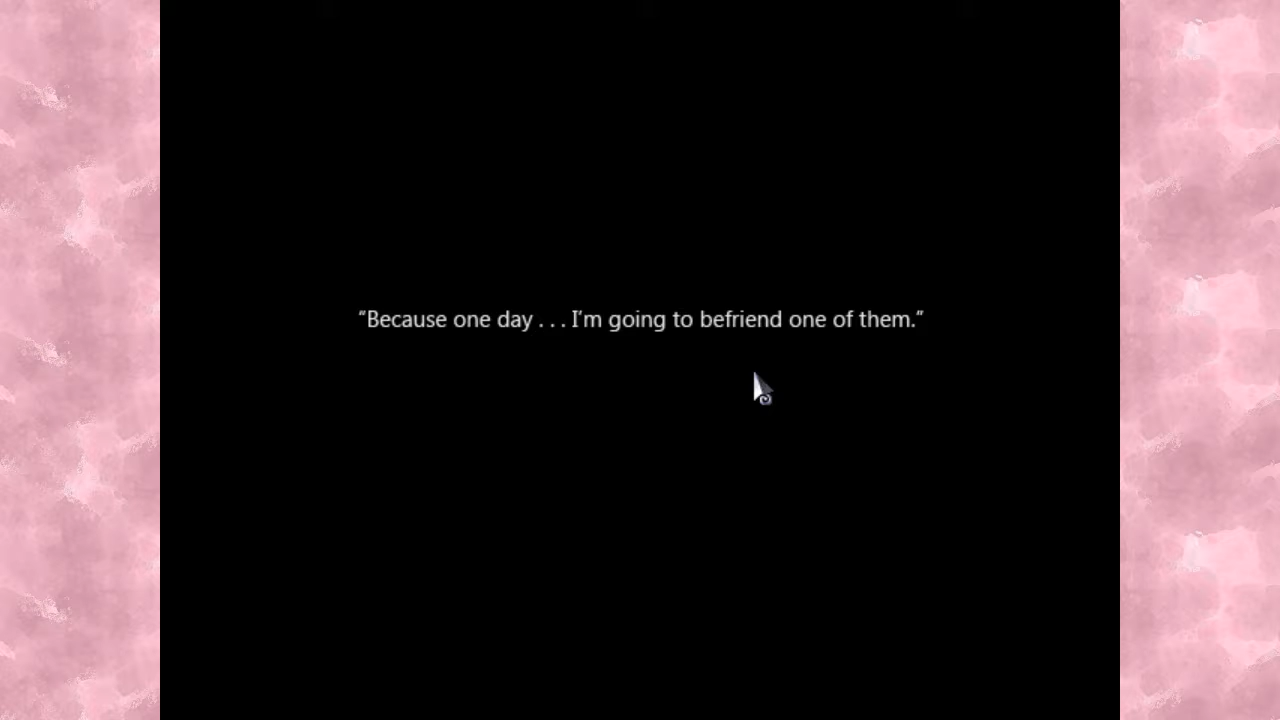 “Because one day . . . I’m going to befriend one of them.”